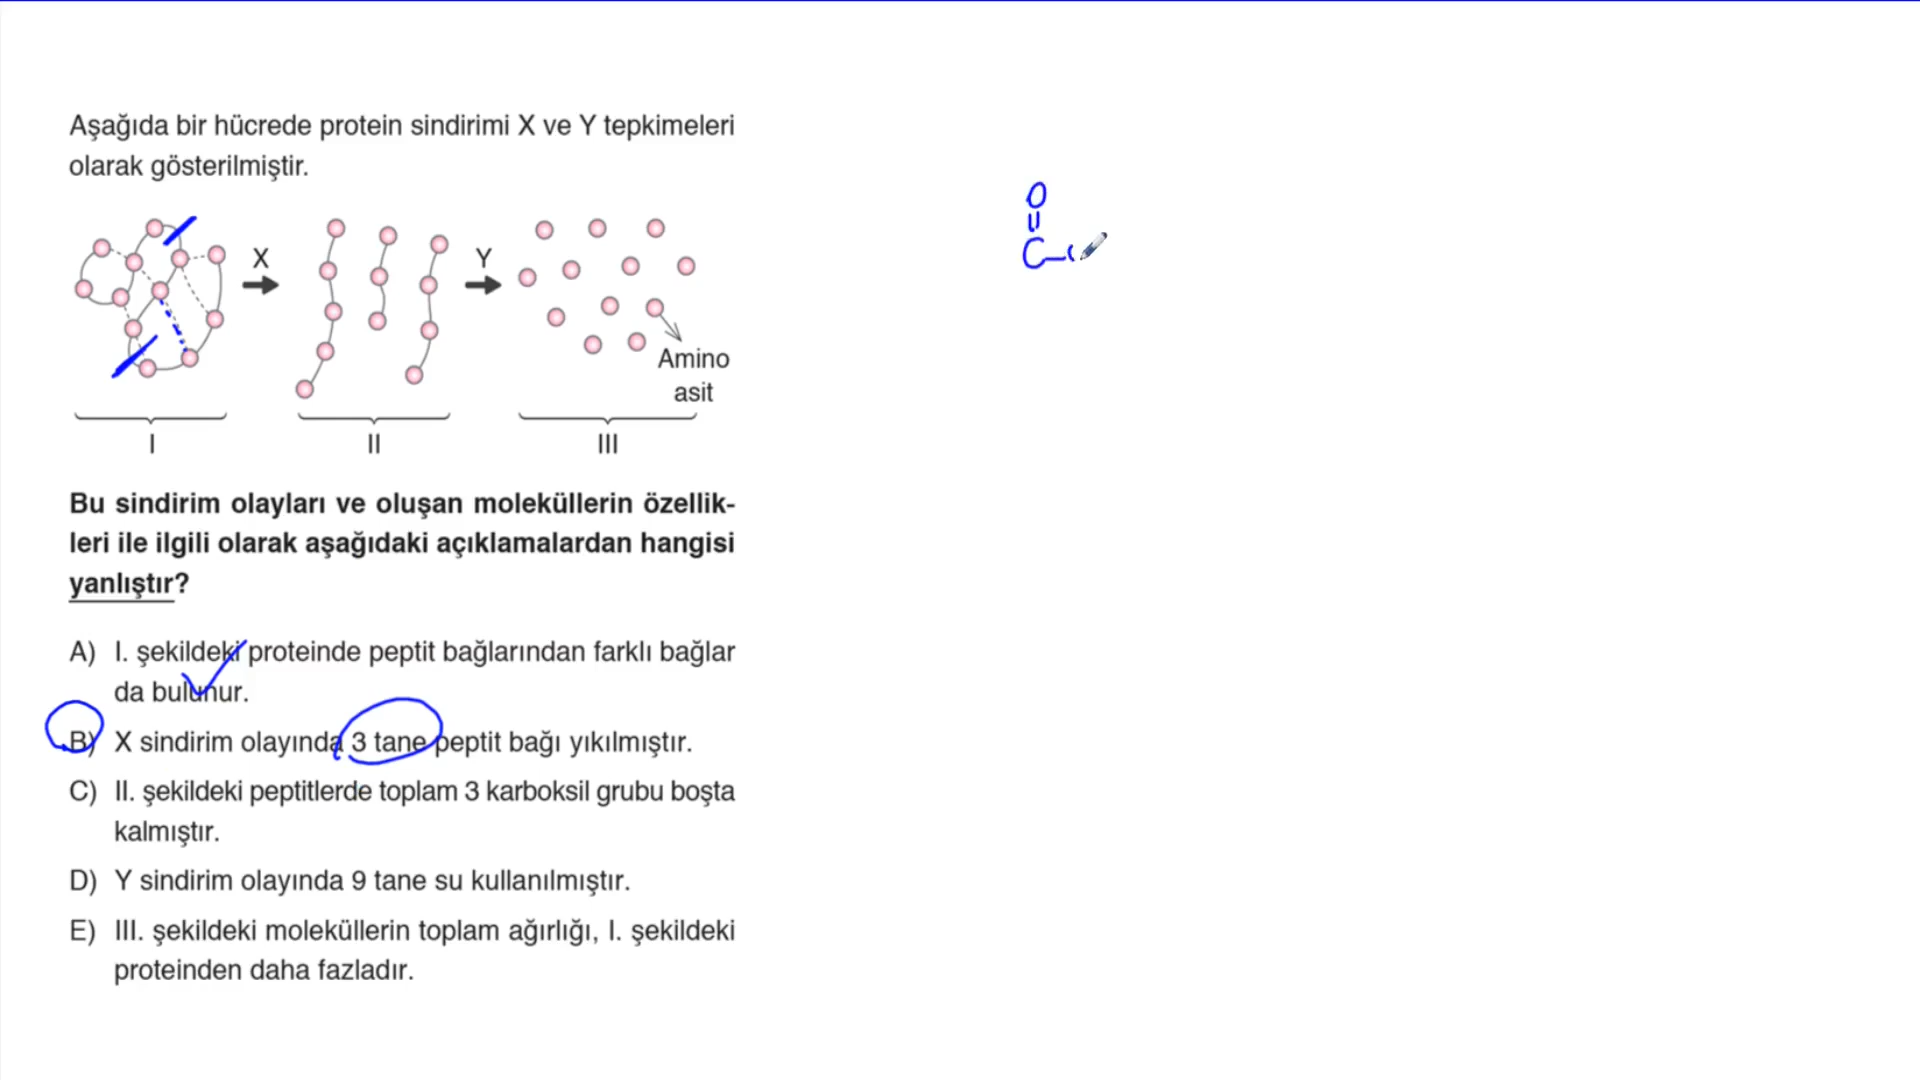 Aşağıda bir hücrede protein sindirimi X ve Y tepkimeleri
olarak gösterilmiştir.
X
Y
Amino
asit
I
II
III
Bu sindirim olayları ve oluşan moleküllerin özellik-
leri ile ilgili olarak aşağıdaki açıklamalardan hangisi
yanlıştır?
A) I. şekildeki proteinde peptit bağlarından farklı bağlar
da bulunur.
B) X sindirim olayında 3 tane peptit bağı yıkılmıştır.
C) II. şekildeki peptitlerde toplam 3 karboksil grubu boşta
kalmıştır.
D) Y sindirim olayında 9 tane su kullanılmıştır.
E) III. şekildeki moleküllerin toplam ağırlığı, I. şekildeki
proteinden daha fazladır.
O
C